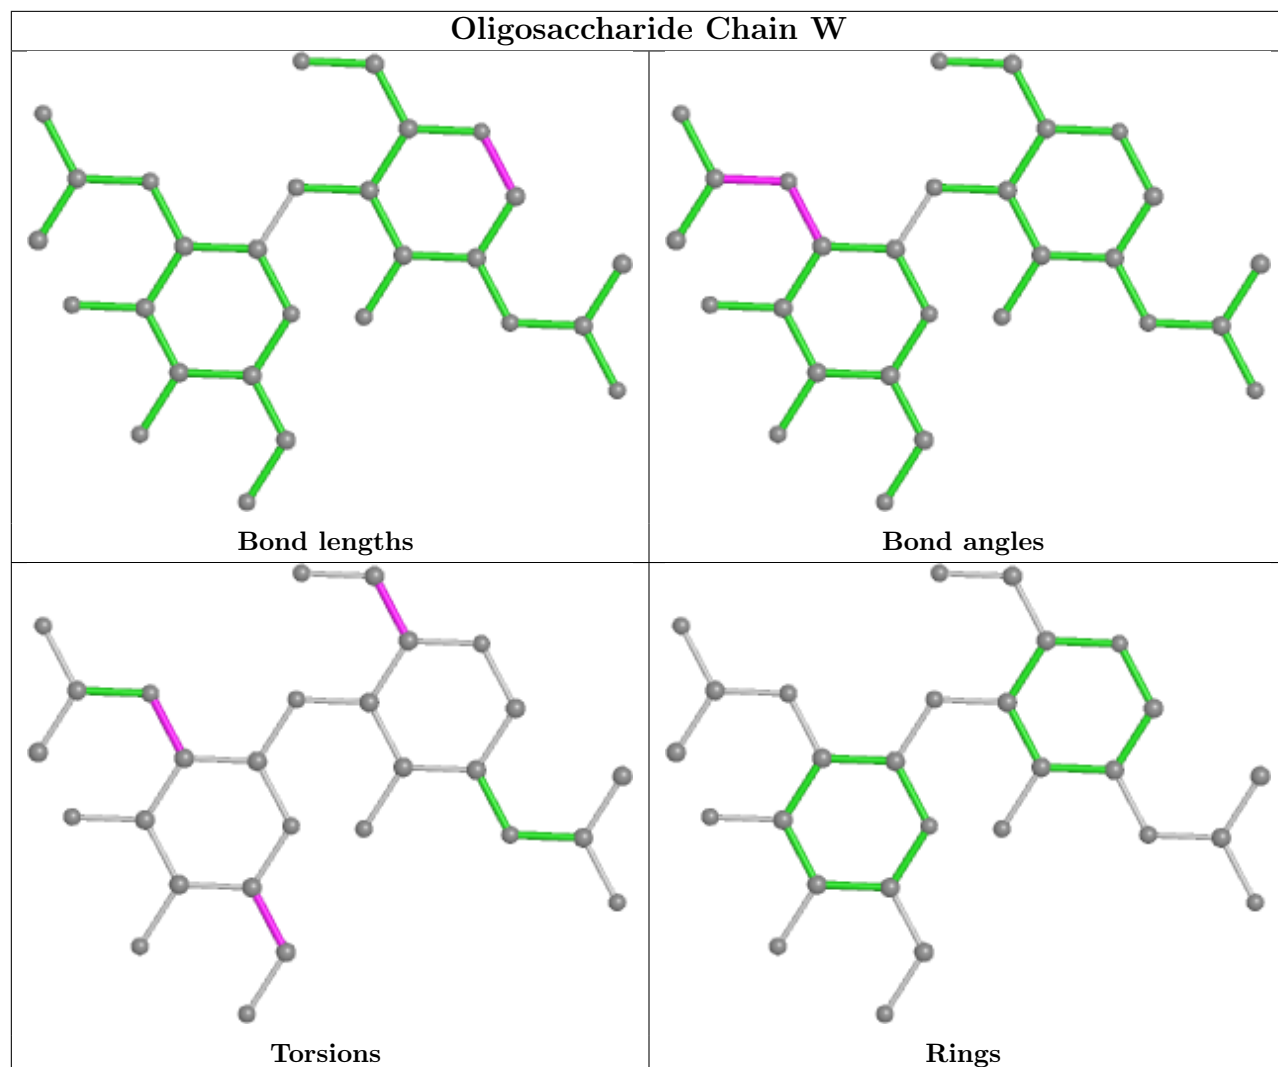 Oligosaccharide Chain W
Bond lengths
Bond angles
Torsions
Rings